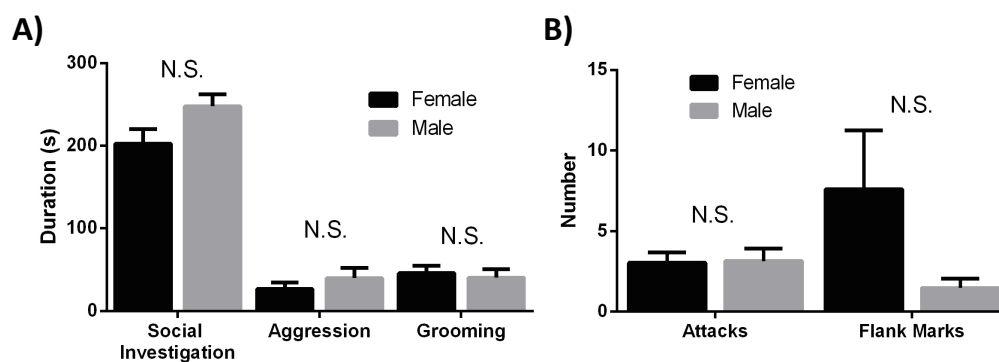 A)
300
200
100
0
Duration (s)
N.S.
N.S.
N.S.
Female
Male
Social
Investigation
Aggression
Grooming
B)
15
10
5
0
Number
Female
Male
N.S.
N.S.
Attacks
Flank Marks